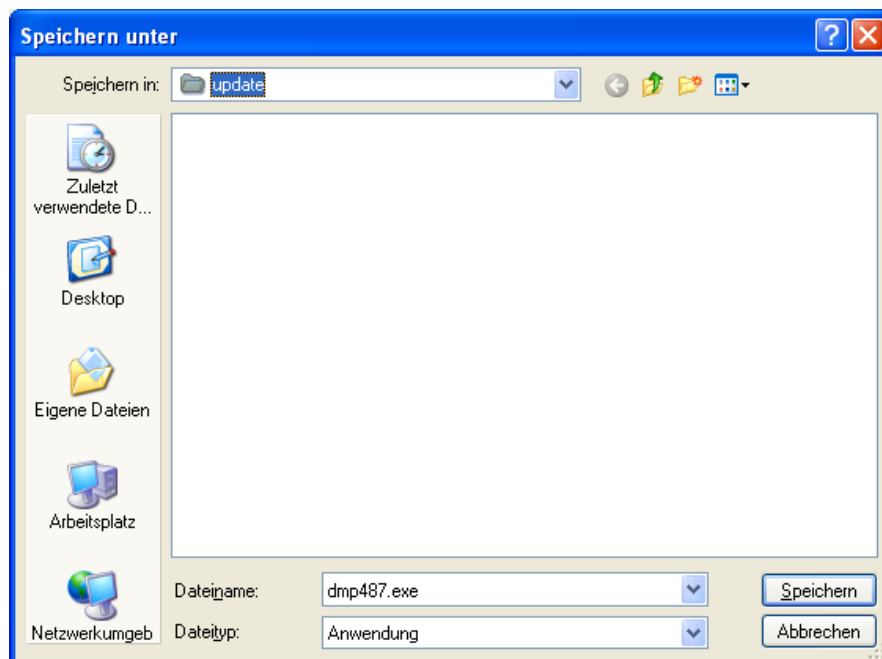 Speichern unter
Speichern in: update
Zuletzt
verwendete D...
Desktop
Eigene Dateien
Arbeitsplatz
Netzwerkumgeb
Dateiname: dmp487.exe Speichern
Dateityp: Anwendung Abbrechen